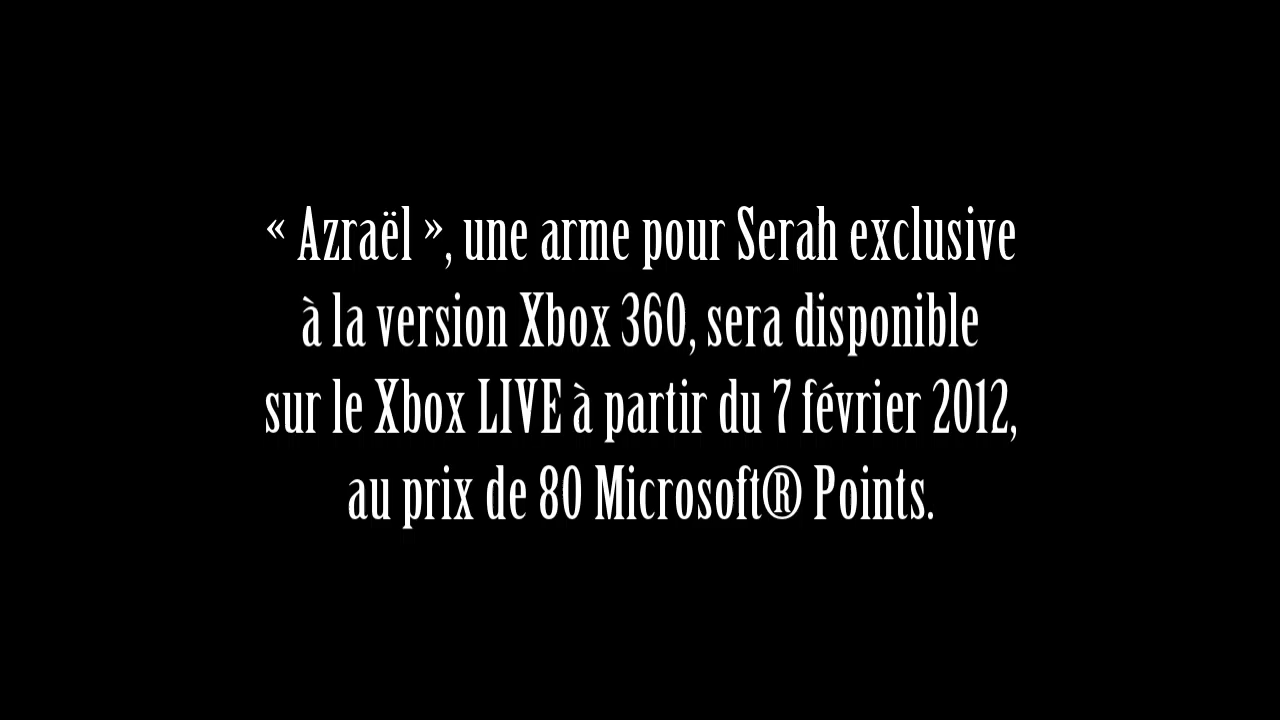 « Azraël », une arme pour Serah exclusive
à la version Xbox 360, sera disponible
sur le Xbox LIVE à partir du 7 février 2012,
au prix de 80 Microsoft® Points.